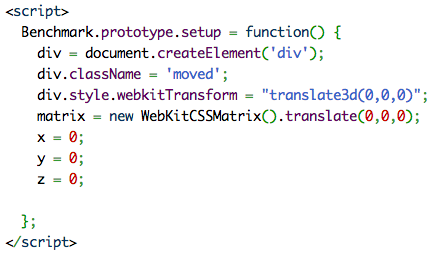 <script>
  Benchmark.prototype.setup = function() {
    div = document.createElement('div');
    div.className = 'moved';
    div.style.webkitTransform = "translate3d(0,0,0)";
    matrix = new WebKitCSSMatrix().translate(0,0,0);
    x = 0;
    y = 0;
    z = 0;

  };
</script>